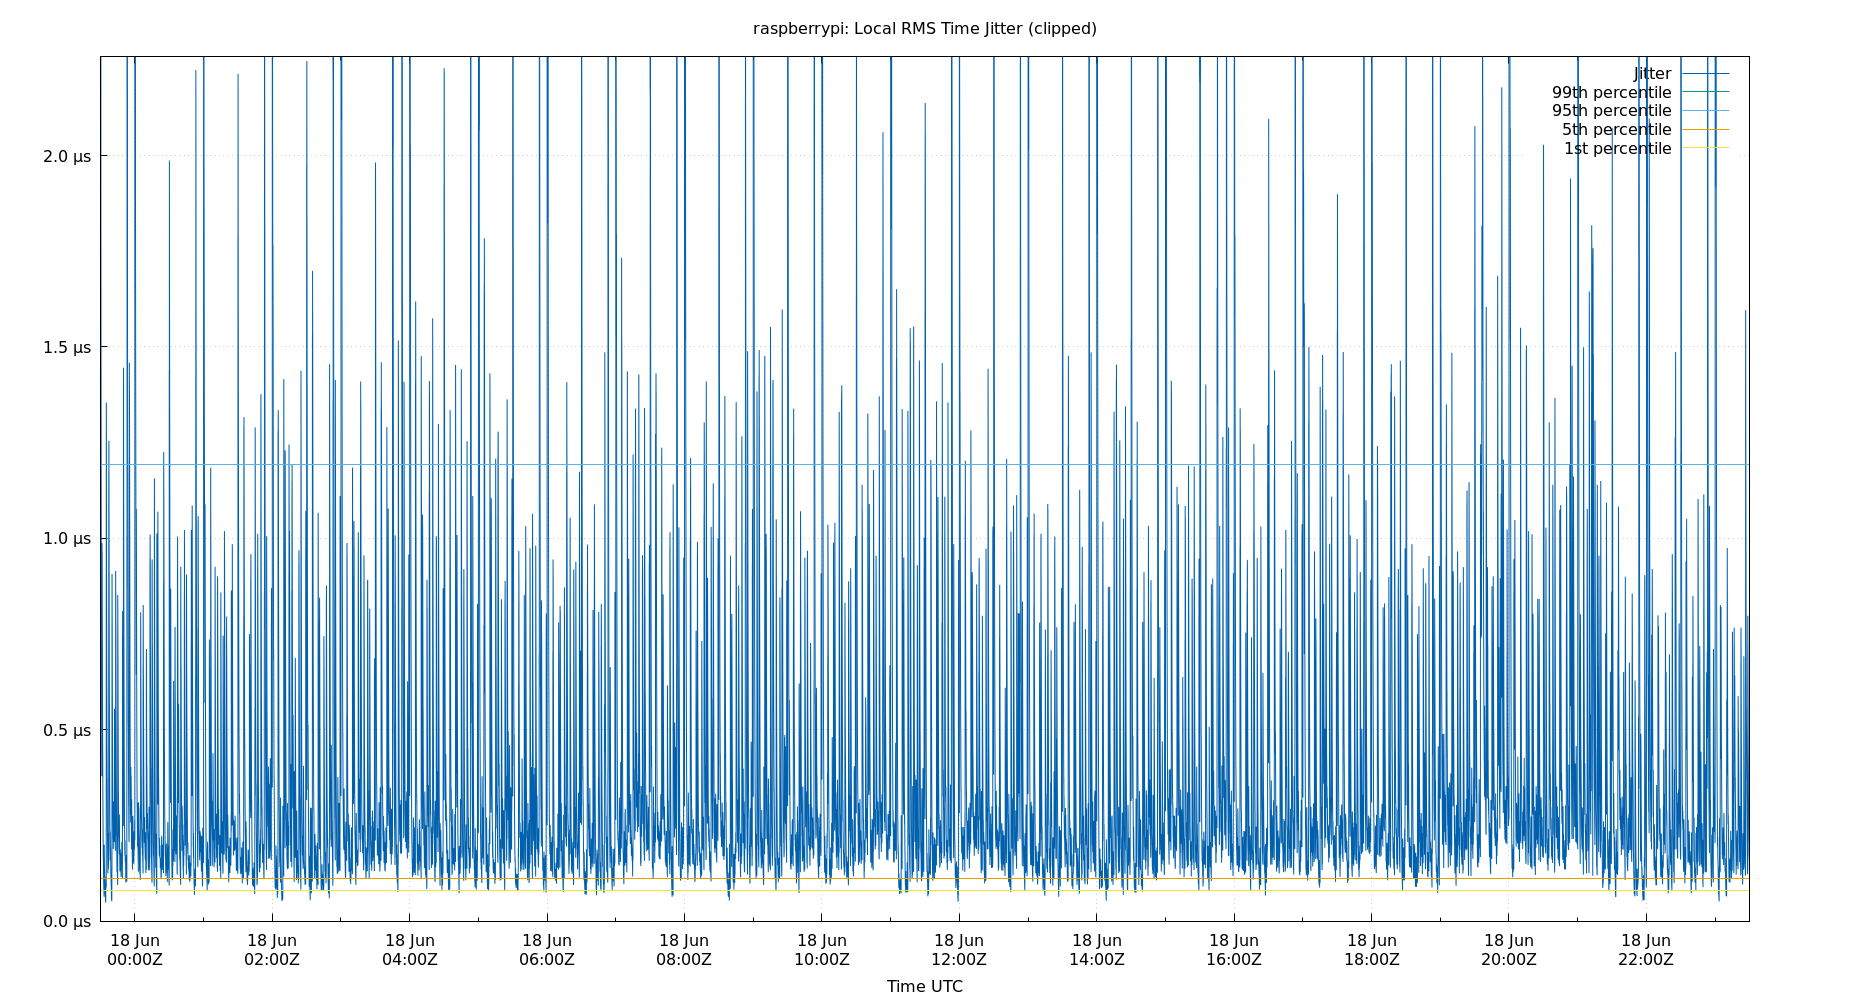 raspberrypi: Local RMS Time Jitter (clipped)
Jitter
99th percentile
95th percentile
5th percentile
1st percentile
2.0 µs
1.5 µs
1.0 µs
0.5 µs
0.0 µs
18 Jun 18 Jun 18 Jun 18 Jun 18 Jun 18 Jun 18 Jun 18 Jun 18 Jun 18 Jun 18 Jun 18 Jun
00:00Z 02:00Z 04:00Z 06:00Z 08:00Z 10:00Z 12:00Z 14:00Z 16:00Z 18:00Z 20:00Z 22:00Z
Time UTC